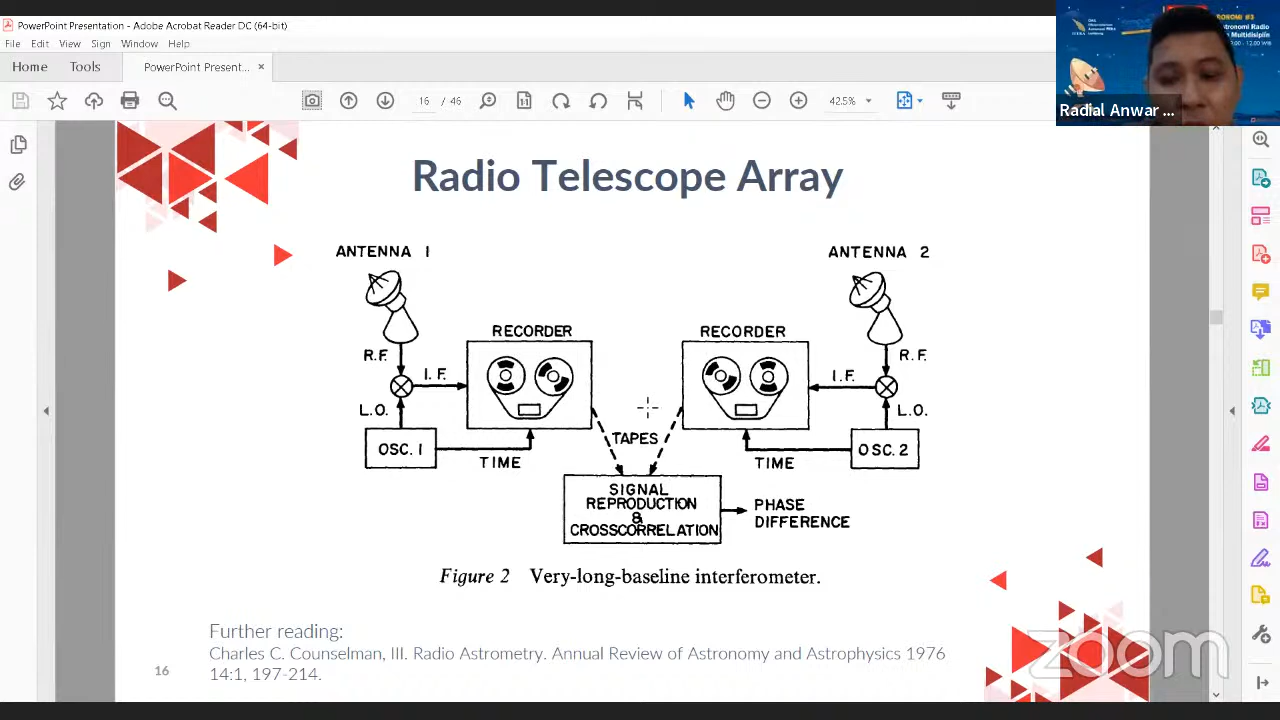 PowerPoint Presentation - Adobe Acrobat Reader DC (64-bit)
File Edit View Sign Window Help
Home Tools PowerPoint Present... ×
16 / 46 42.5%
Radial Anwar ...
Radio Telescope Array
ANTENNA 1
ANTENNA 2
RECORDER
RECORDER
R.F.
I.F.
I.F.
R.F.
L.O.
L.O.
OSC. 1
TIME
TAPES
TIME
OSC. 2
SIGNAL
REPRODUCTION
&
CROSSCORRELATION
PHASE
DIFFERENCE
Figure 2 Very-long-baseline interferometer.
Further reading:
Charles C. Counselman, III. Radio Astrometry. Annual Review of Astronomy and Astrophysics 1976
14:1, 197-214.
16
zoom